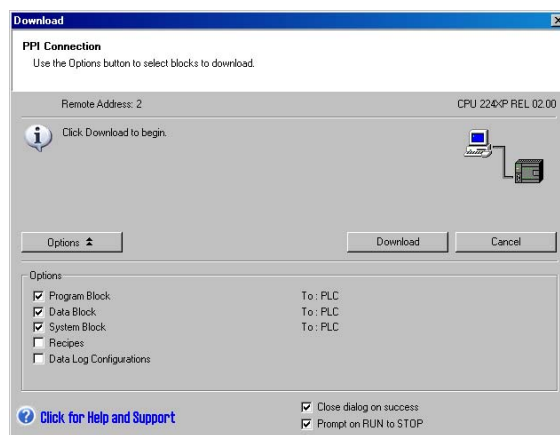 Download
PPI Connection
Use the Options button to select blocks to download.
Remote Address: 2 CPU 224XP REL 02.00
Click Download to begin.
Options Download Cancel
Options
Program Block To : PLC
Data Block To : PLC
System Block To : PLC
Recipes
Data Log Configurations
Click for Help and Support
Close dialog on success
Prompt on RUN to STOP